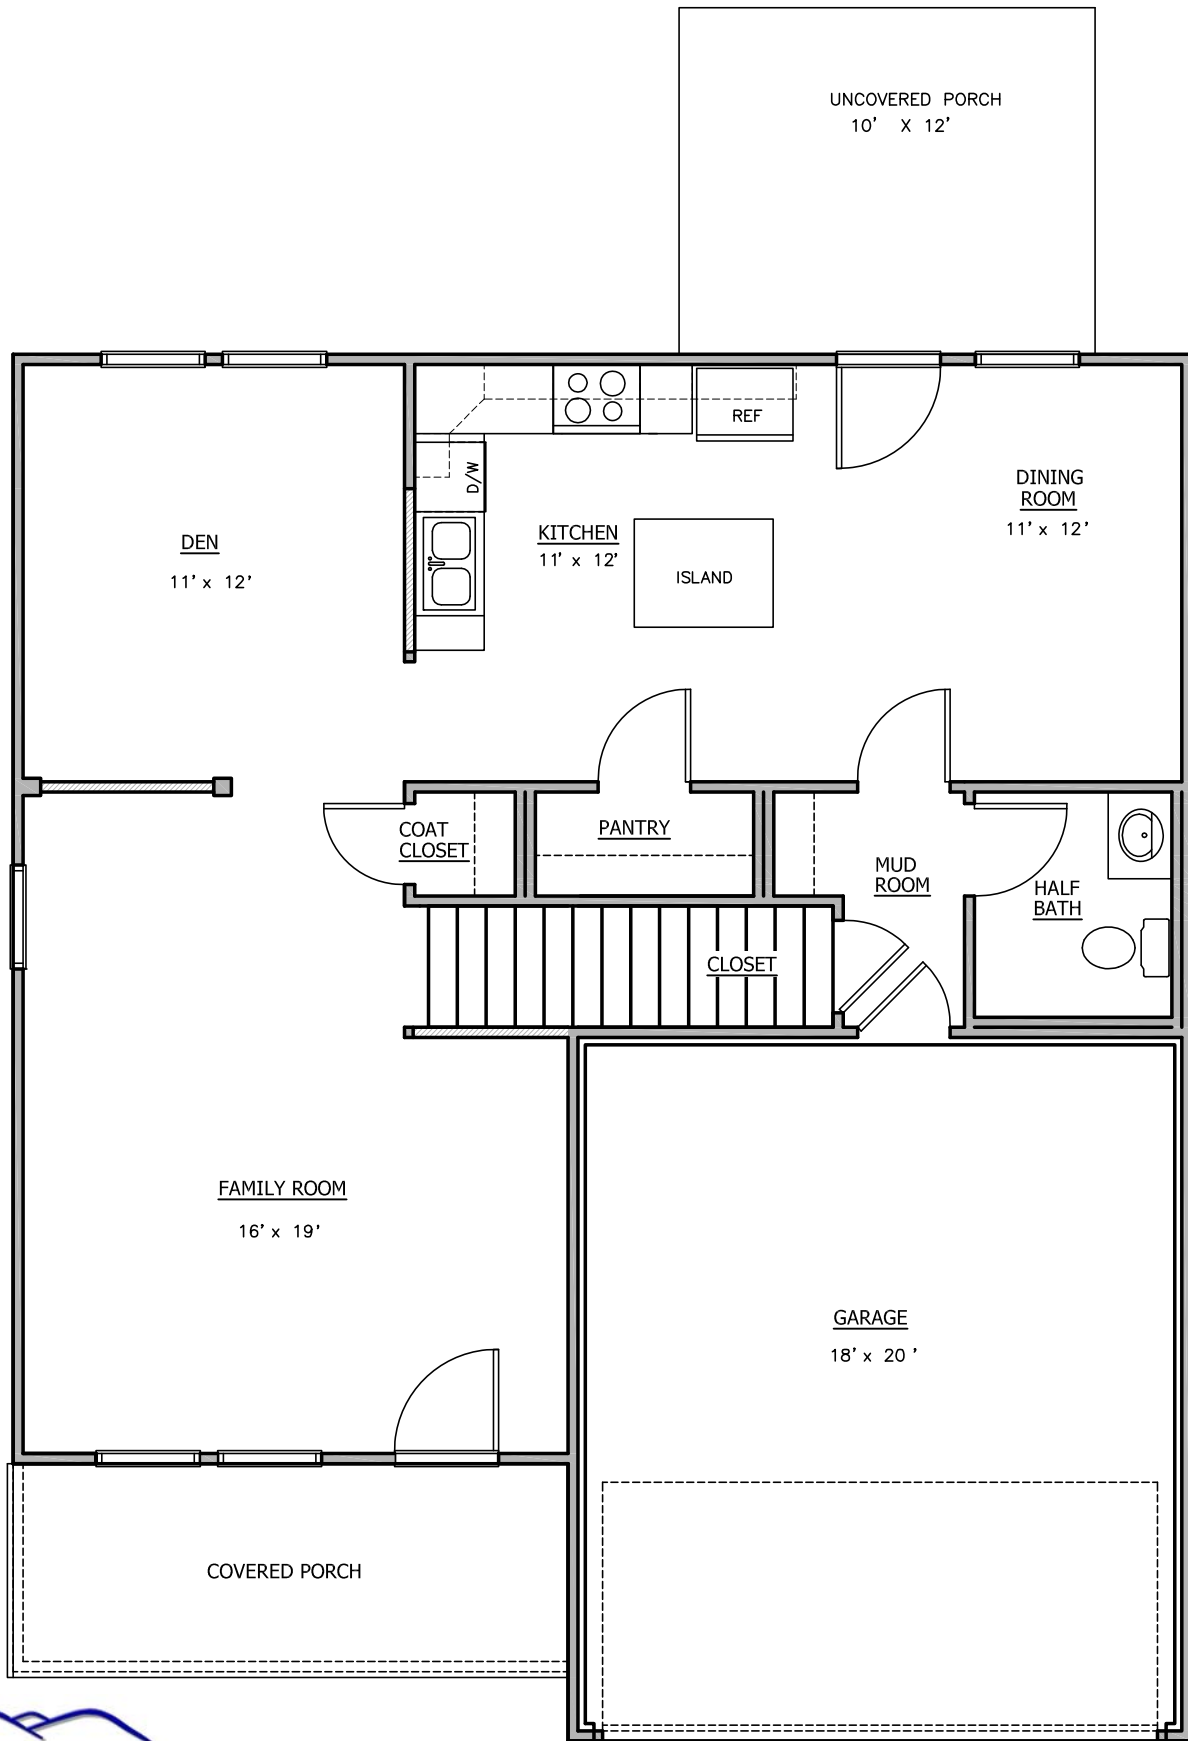 UNCOVERED PORCH
10' X 12'
REF
D/W
DINING
ROOM
11' x 12'
KITCHEN
11' x 12'
ISLAND
DEN
11' x 12'
COAT
CLOSET
PANTRY
MUD
ROOM
HALF
BATH
CLOSET
FAMILY ROOM
16' x 19'
GARAGE
18' x 20 '
COVERED PORCH